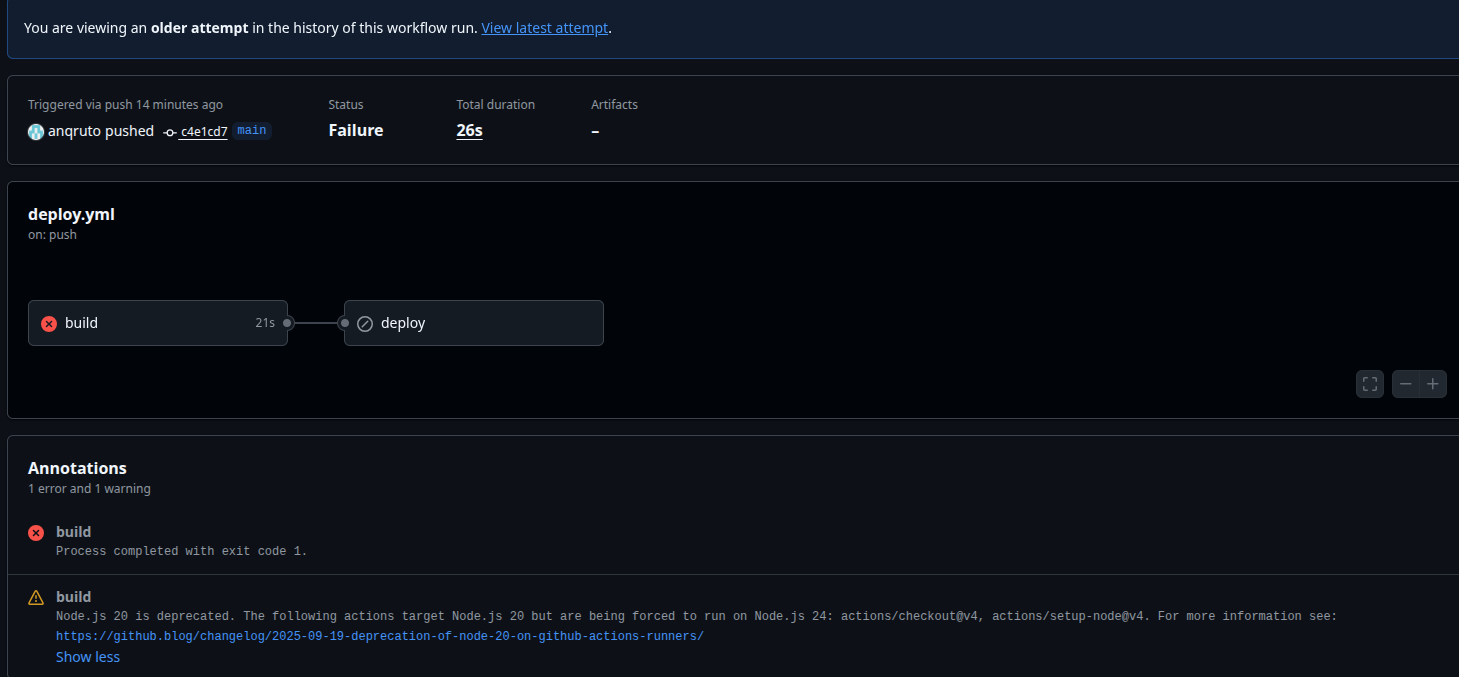 You are viewing an older attempt in the history of this workflow run. View latest attempt.
Triggered via push 14 minutes ago
Status
Total duration
Artifacts
anqruto pushed c4e1cd7 main
Failure
26s
–
deploy.yml
on: push
build 21s
deploy
Annotations
1 error and 1 warning
build
Process completed with exit code 1.
build
Node.js 20 is deprecated. The following actions target Node.js 20 but are being forced to run on Node.js 24: actions/checkout@v4, actions/setup-node@v4. For more information see:
https://github.blog/changelog/2025-09-19-deprecation-of-node-20-on-github-actions-runners/
Show less